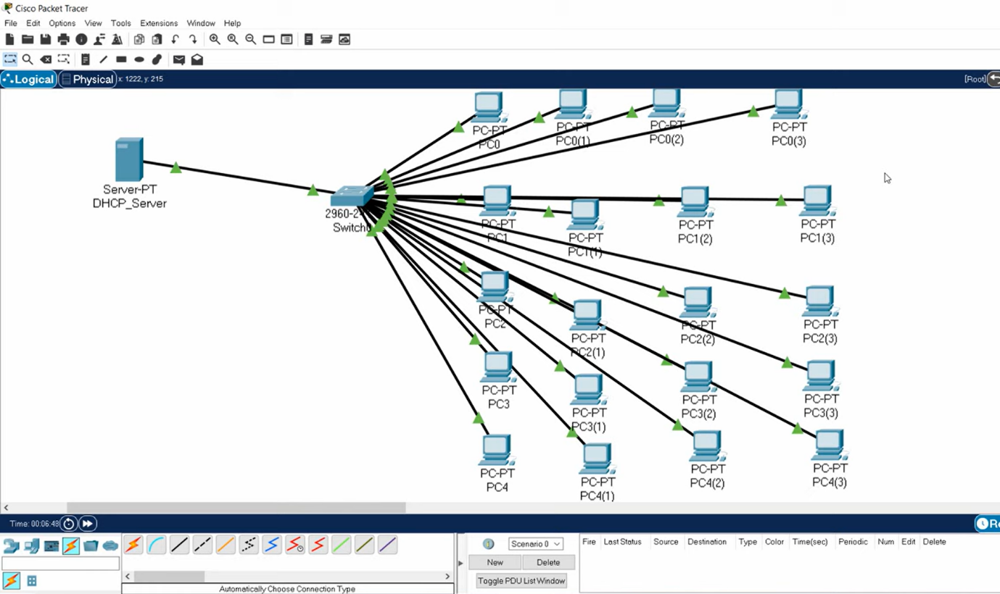 Cisco Packet Tracer
File Edit Options View Tools Extensions Window Help
Logical Physical x: 1222, y: 215 [Root]
PC-PT
PC0
PC-PT
PC0(1)
PC-PT
PC0(2)
PC-PT
PC0(3)
Server-PT
DHCP_Server
2960-2
Switch
PC-PT
PC1
PC-PT
PC1(1)
PC-PT
PC1(2)
PC-PT
PC1(3)
PC-PT
PC2
PC-PT
PC2(1)
PC-PT
PC2(2)
PC-PT
PC2(3)
PC-PT
PC3
PC-PT
PC3(1)
PC-PT
PC3(2)
PC-PT
PC3(3)
PC-PT
PC4
PC-PT
PC4(1)
PC-PT
PC4(2)
PC-PT
PC4(3)
Time: 00:06:48
Re
Scenario 0
Fire Last Status Source Destination Type Color Time(sec) Periodic Num Edit Delete
New Delete
Toggle PDU List Window
Automatically Choose Connection Type